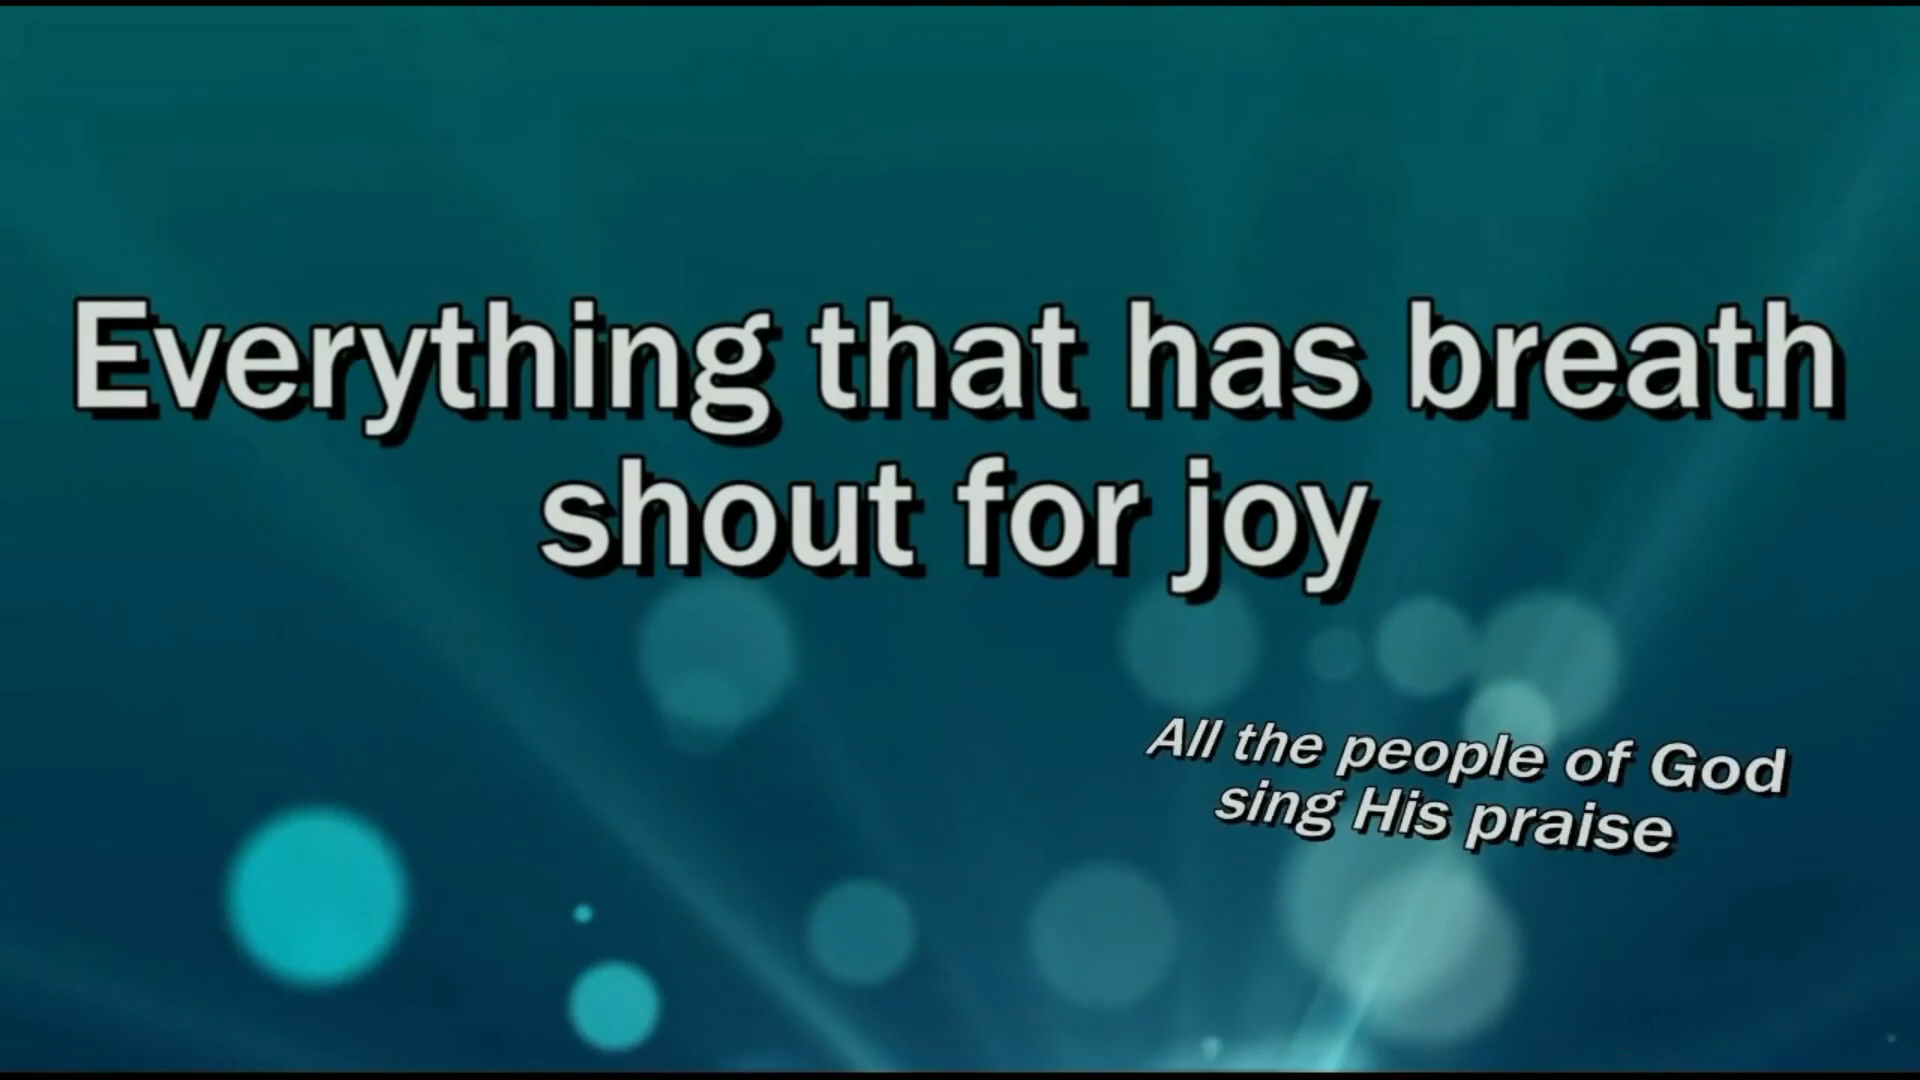 Everything that has breath
shout for joy
All the people of God
sing His praise